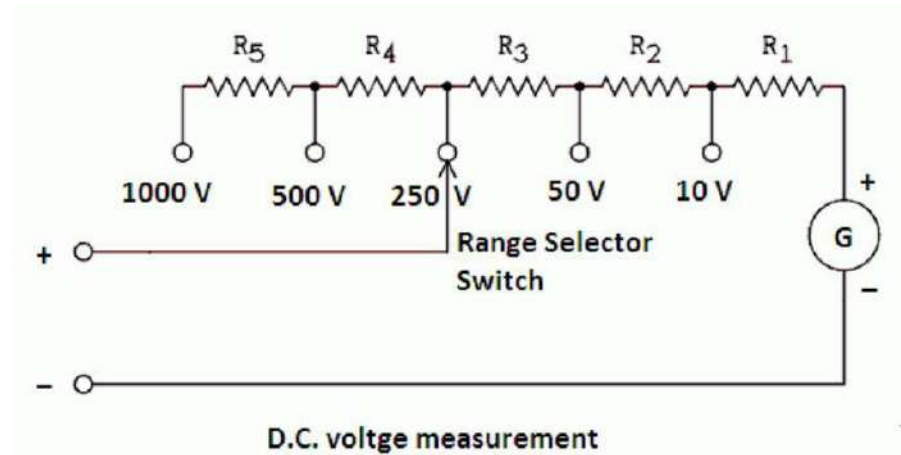 R5 R4 R3 R2 R1
1000 V 500 V 250 V 50 V 10 V
+
+ Range Selector
Switch
G
−
−
D.C. voltge measurement